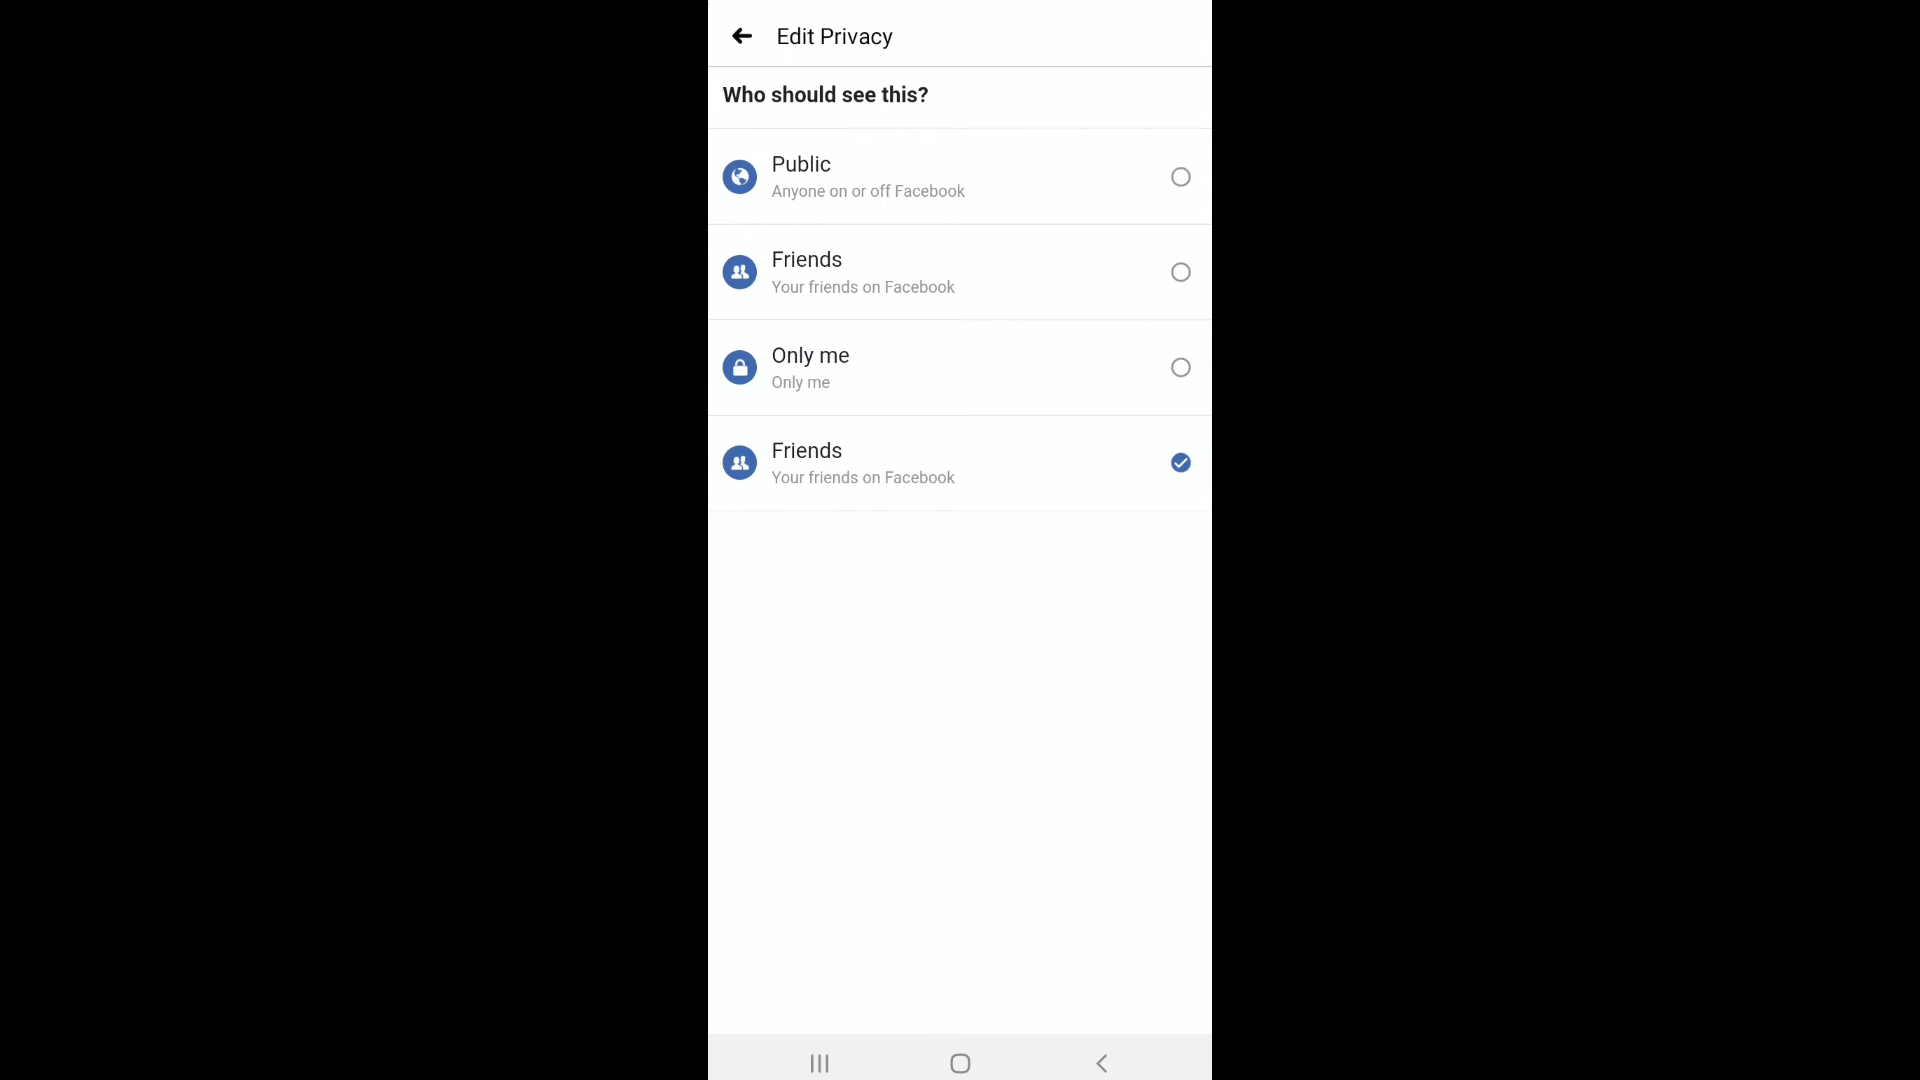 Edit Privacy
Who should see this?
Public
Anyone on or off Facebook
Friends
Your friends on Facebook
Only me
Only me
Friends
Your friends on Facebook